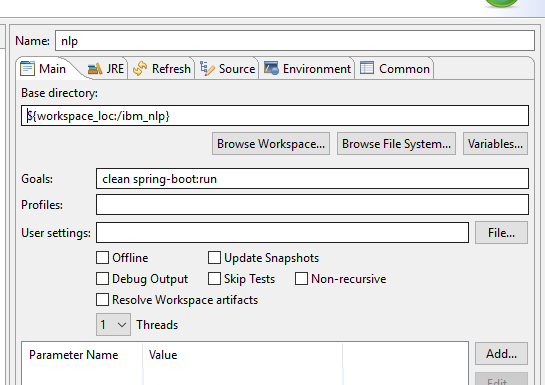 Name: nlp
Main JRE Refresh Source Environment Common
Base directory:
${workspace_loc:/ibm_nlp}
Browse Workspace... Browse File System... Variables...
Goals: clean spring-boot:run
Profiles:
User settings: File...
Offline Update Snapshots
Debug Output Skip Tests Non-recursive
Resolve Workspace artifacts
1 Threads
Parameter Name Value Add...
Edit...